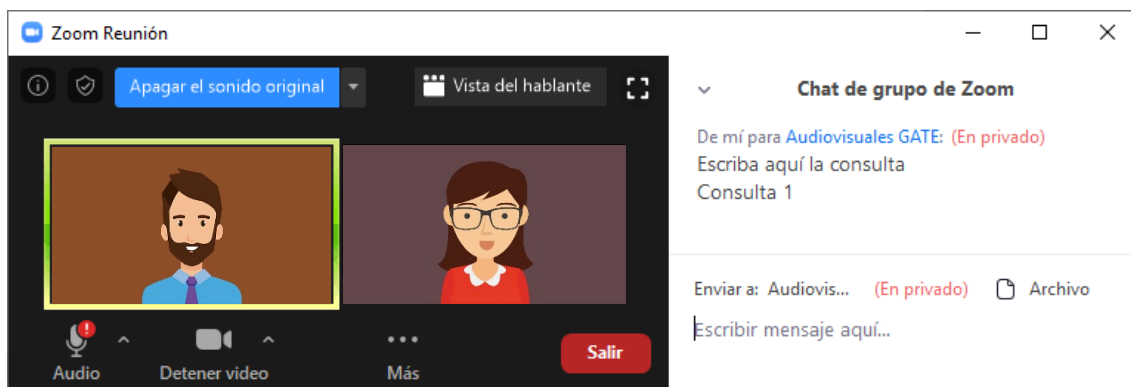 Zoom Reunión
Apagar el sonido original
Vista del hablante
Audio
Detener video
Más
Salir
Chat de grupo de Zoom
De mí para Audiovisuales GATE: (En privado)
Escriba aquí la consulta
Consulta 1
Enviar a: Audiovis... (En privado) Archivo
Escribir mensaje aquí...